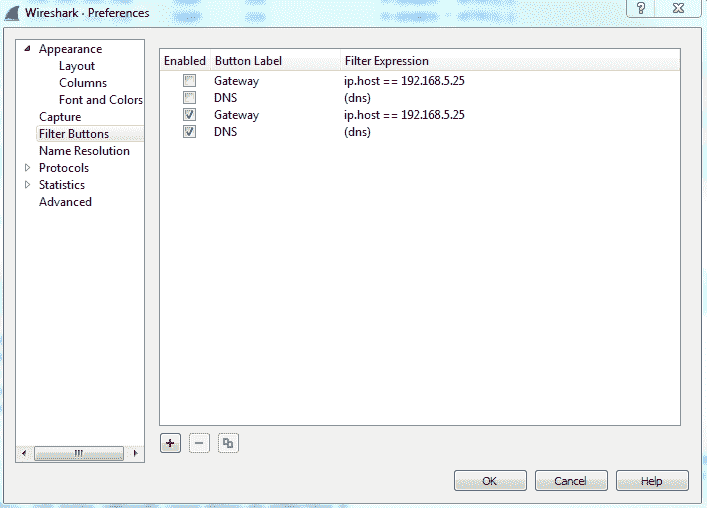 Wireshark · Preferences
Appearance
Layout
Columns
Font and Colors
Capture
Filter Buttons
Name Resolution
Protocols
Statistics
Advanced
Enabled Button Label Filter Expression
Gateway ip.host == 192.168.5.25
DNS (dns)
Gateway ip.host == 192.168.5.25
DNS (dns)
OK Cancel Help